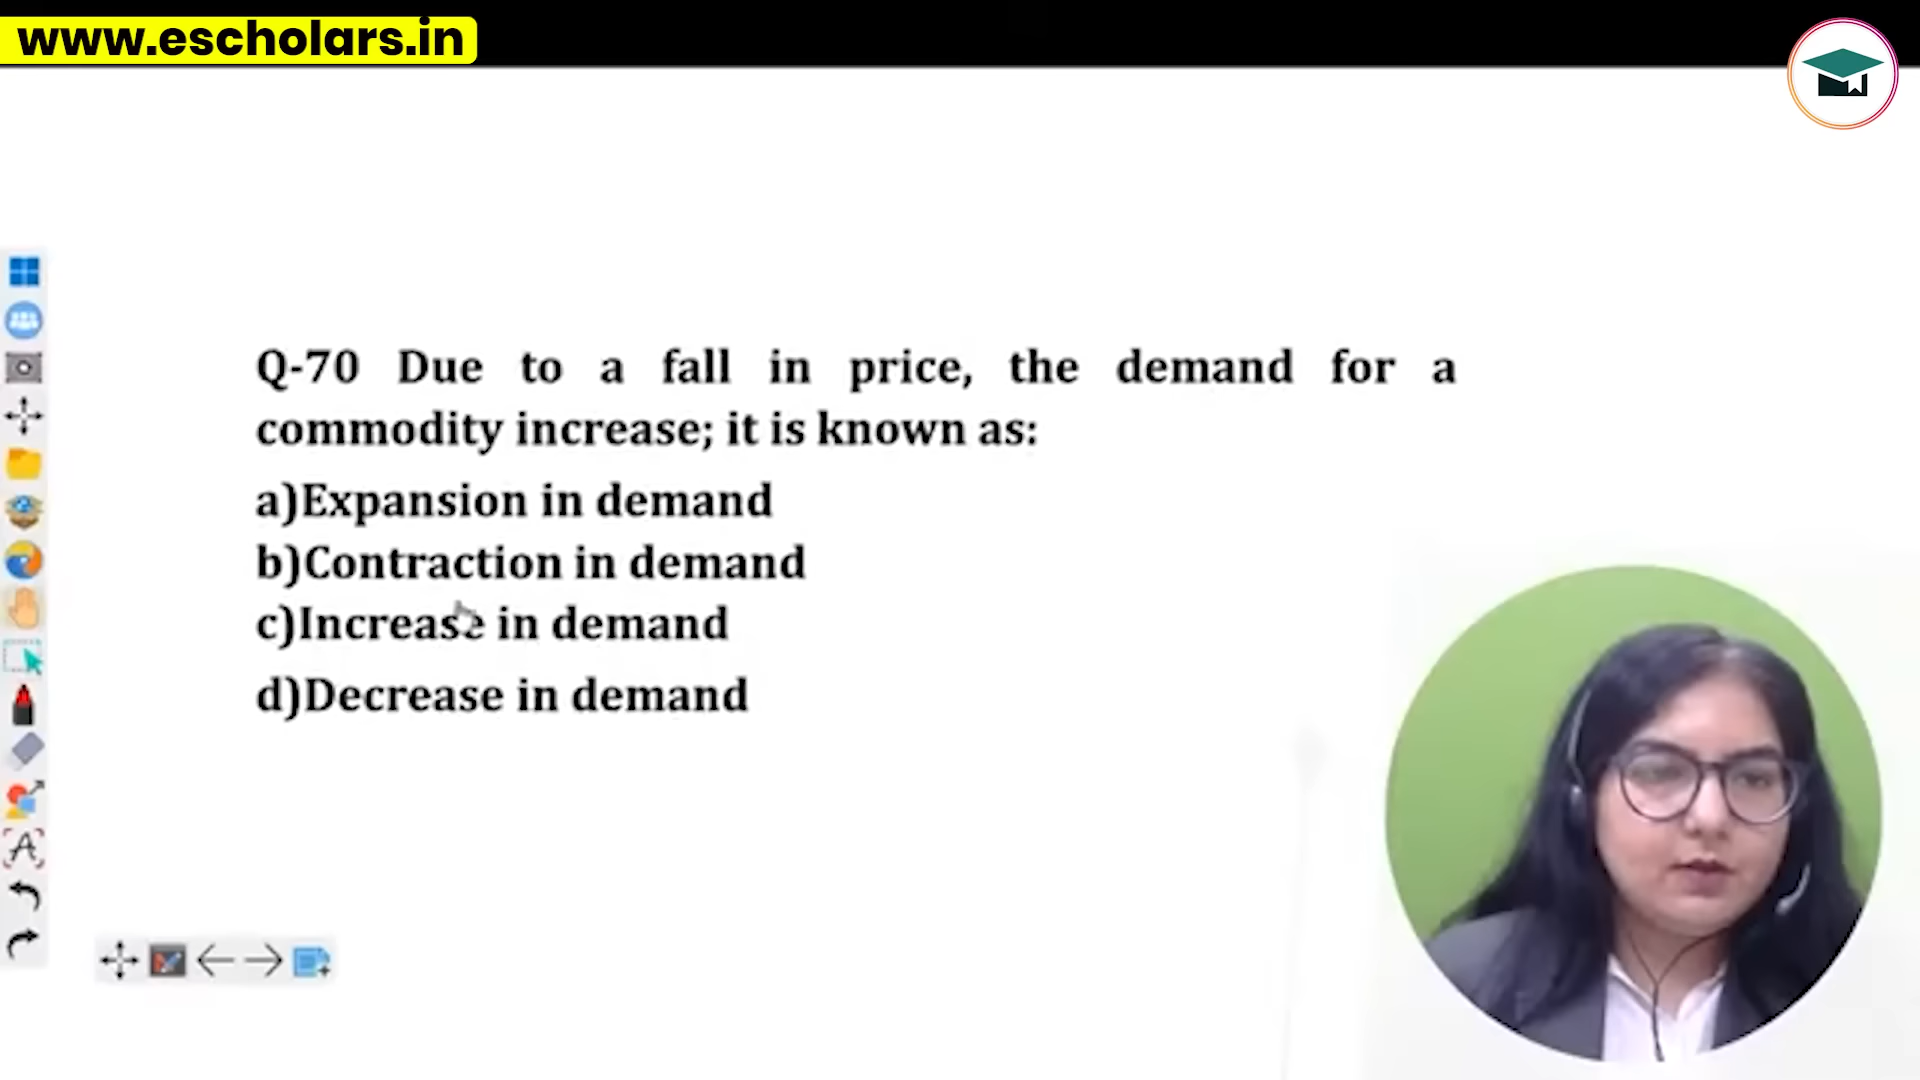 www.escholars.in
Q-70 Due to a fall in price, the demand for a
commodity increase; it is known as:
a)Expansion in demand
b)Contraction in demand
c)Increase in demand
d)Decrease in demand